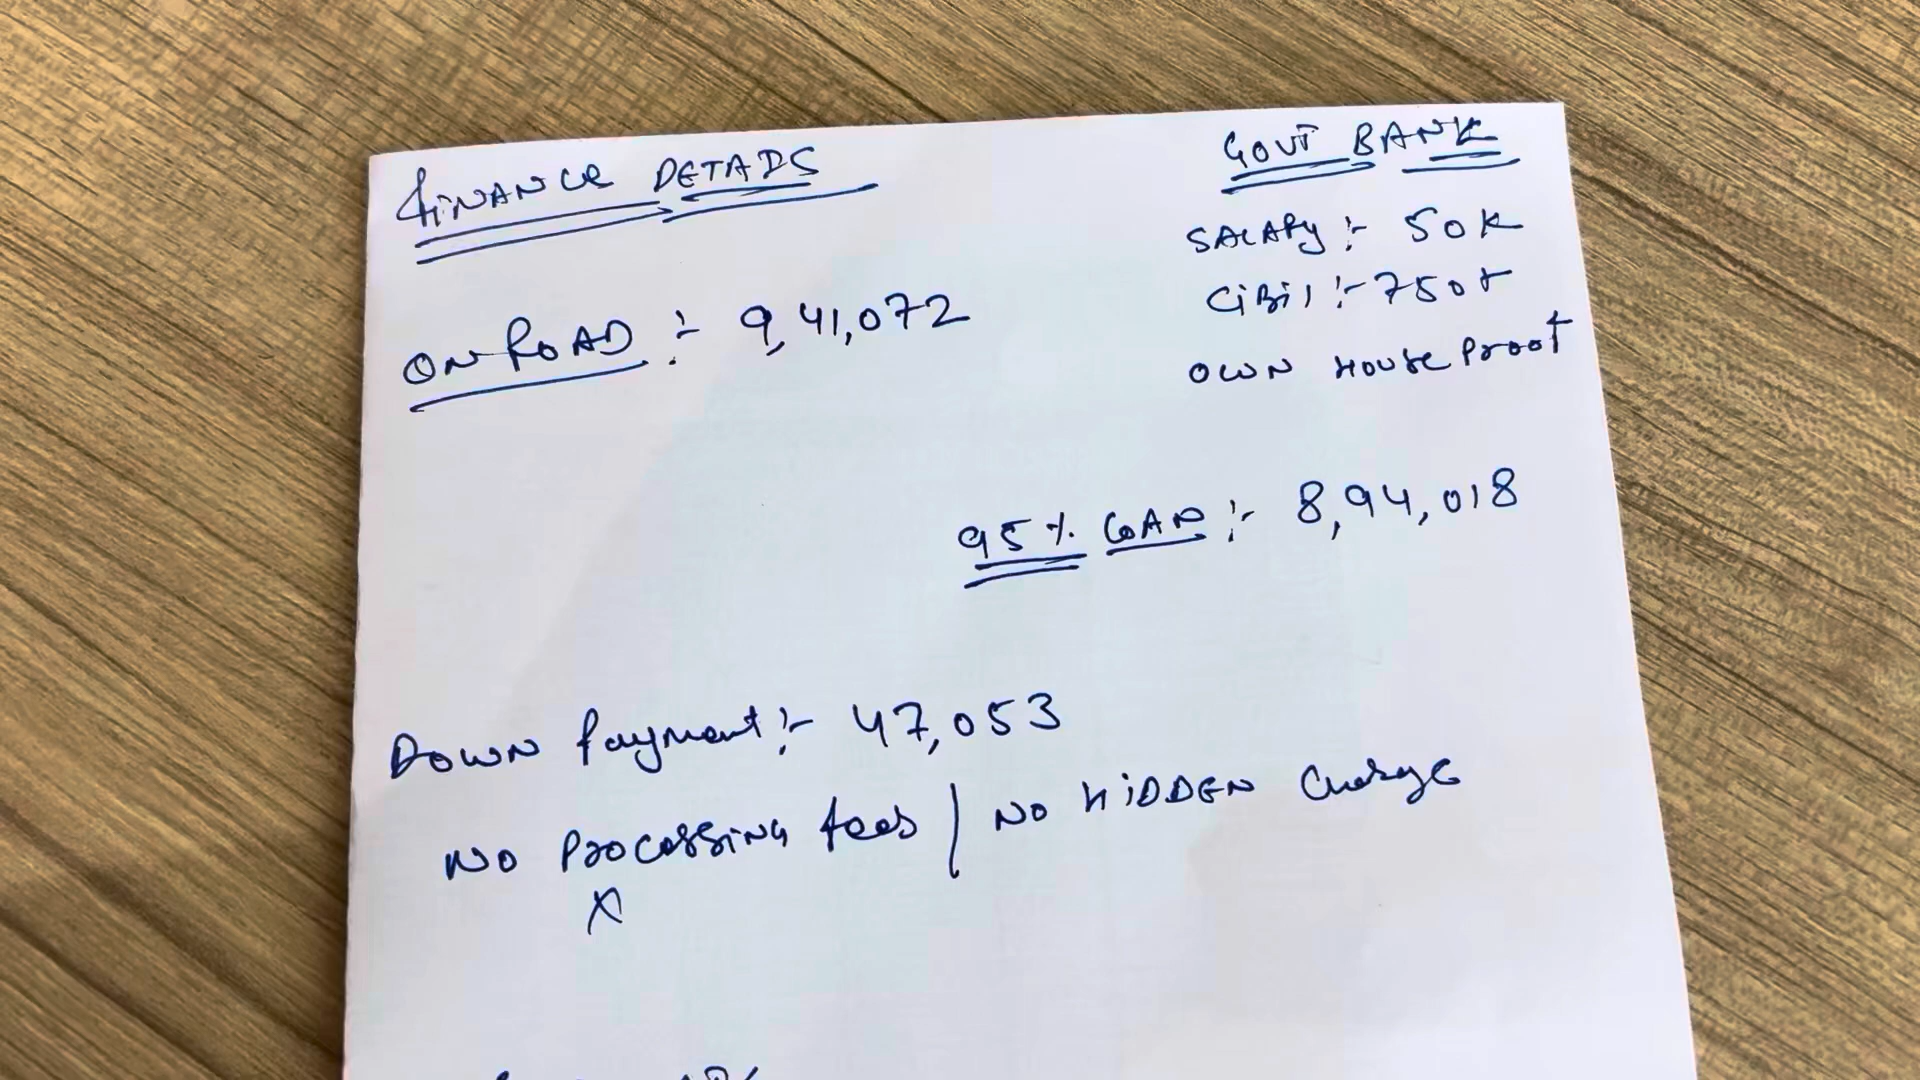 FINANCE DETAILS
GOVT BANK
SALARY :- 50K
CIBIL :- 750+
OWN HOUSE Proof
ON ROAD :- 9,41,072
95% LOAN :- 8,94,018
DOWN Payment :- 47,053
NO PROCESSING fees / NO HIDDEN Charge
X